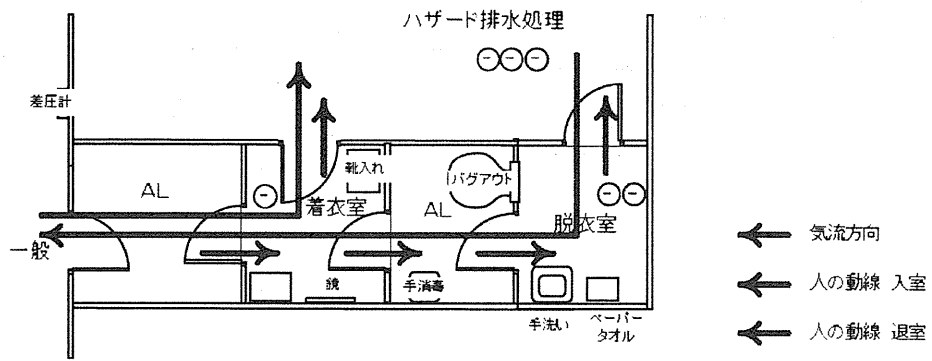 ハザード排水処理
差圧計
靴入れ
バグアウト
AL
着衣室
AL
脱衣室
一般
気流方向
鏡
手消毒
人の動線 入室
手洗い
ペーパー
タオル
人の動線 退室